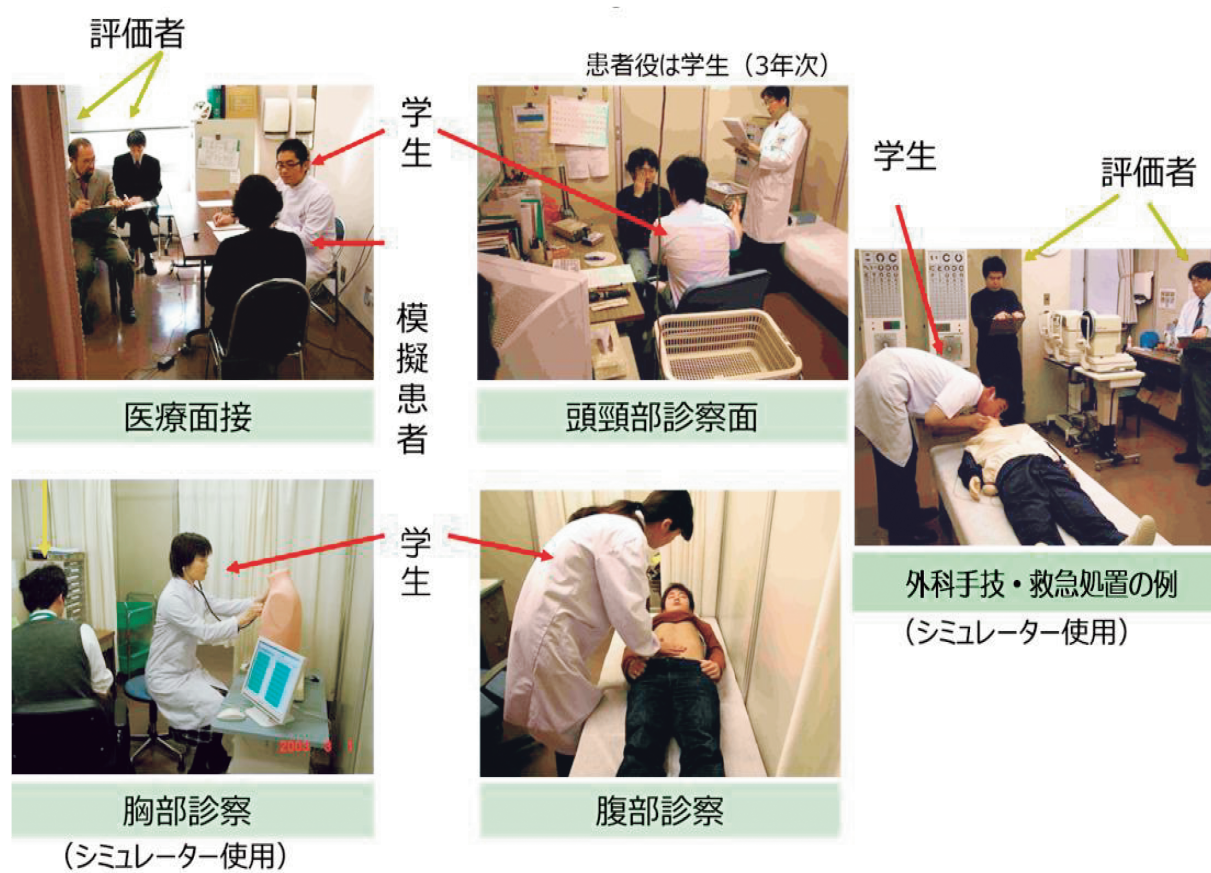 評価者
患者役は学生（3年次）
学生
模擬患者
学生
評価者
医療面接
頭頸部診察面
外科手技・救急処置の例
（シミュレーター使用）
学生
2003 8 1
胸部診察
（シミュレーター使用）
腹部診察